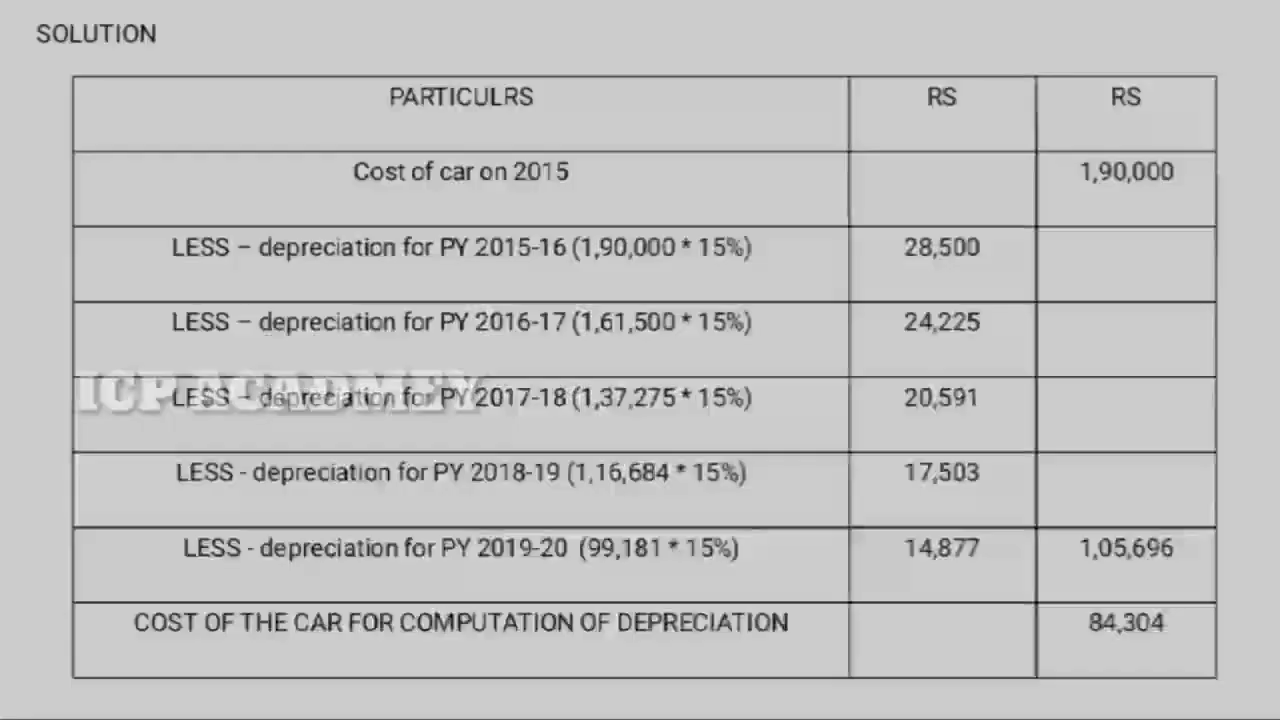 SOLUTION
PARTICULRS RS RS
Cost of car on 2015 1,90,000
LESS – depreciation for PY 2015-16 (1,90,000 * 15%) 28,500
LESS – depreciation for PY 2016-17 (1,61,500 * 15%) 24,225
ICP ACADMEY
LESS – depreciation for PY 2017-18 (1,37,275 * 15%) 20,591
LESS - depreciation for PY 2018-19 (1,16,684 * 15%) 17,503
LESS - depreciation for PY 2019-20 (99,181 * 15%) 14,877 1,05,696
COST OF THE CAR FOR COMPUTATION OF DEPRECIATION 84,304